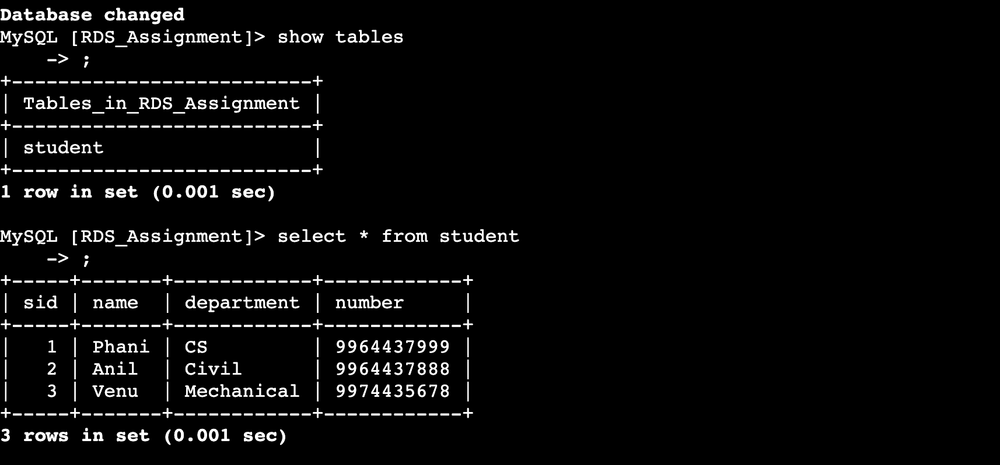 Database changed
MySQL [RDS_Assignment]> show tables
    -> ;
+--------------------------+
| Tables_in_RDS_Assignment |
+--------------------------+
| student                  |
+--------------------------+
1 row in set (0.001 sec)

MySQL [RDS_Assignment]> select * from student
    -> ;
+-----+-------+------------+------------+
| sid | name  | department | number     |
+-----+-------+------------+------------+
|   1 | Phani | CS         | 9964437999 |
|   2 | Anil  | Civil      | 9964437888 |
|   3 | Venu  | Mechanical | 9974435678 |
+-----+-------+------------+------------+
3 rows in set (0.001 sec)